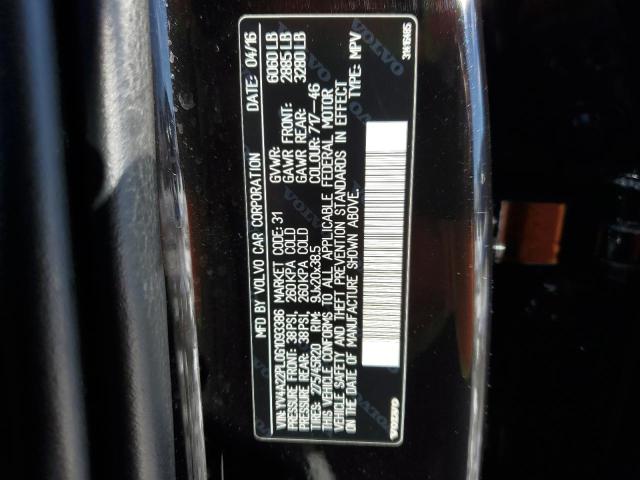 MFD BY VOLVO CAR CORPORATION DATE: 04/16
GVWR: 6060 LB
GAWR FRONT: 2885 LB
GAWR REAR: 3280 LB
VIN: YV4A22PL0G1093386 MARKET CODE: 31 COLOUR: 717--46
PRESSURE FRONT: 38PSI, 260KPA COLD
PRESSURE REAR: 38PSI, 260KPA COLD
TIRES: 275/45R20 RIM: 9Jx20x38.5 TYPE: MPV
THIS VEHICLE CONFORMS TO ALL APPLICABLE FEDERAL MOTOR
VEHICLE SAFETY AND THEFT PREVENTION STANDARDS IN EFFECT
ON THE DATE OF MANUFACTURE SHOWN ABOVE.
VOLVO
31416485